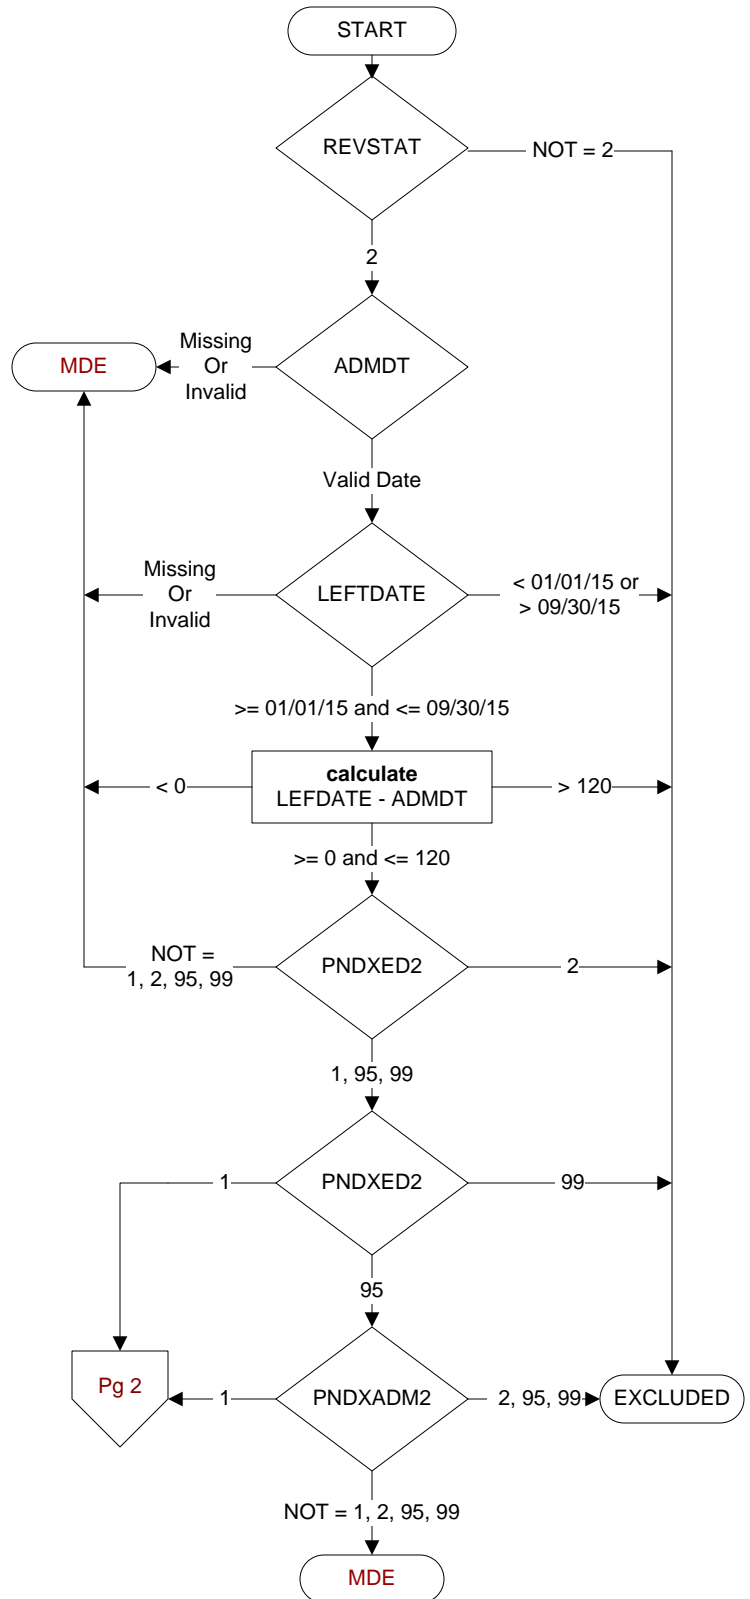 START
REVSTAT
NOT = 2
2
Missing
Or
Invalid
MDE
ADMDT
Valid Date
Missing
Or
Invalid
LEFTDATE
< 01/01/15 or
> 09/30/15
>= 01/01/15 and <= 09/30/15
calculate
LEFDATE - ADMDT
< 0
> 120
>= 0 and <= 120
NOT =
1, 2, 95, 99
PNDXED2
2
1, 95, 99
1
PNDXED2
99
95
Pg 2
1
PNDXADM2
2, 95, 99
EXCLUDED
NOT = 1, 2, 95, 99
MDE